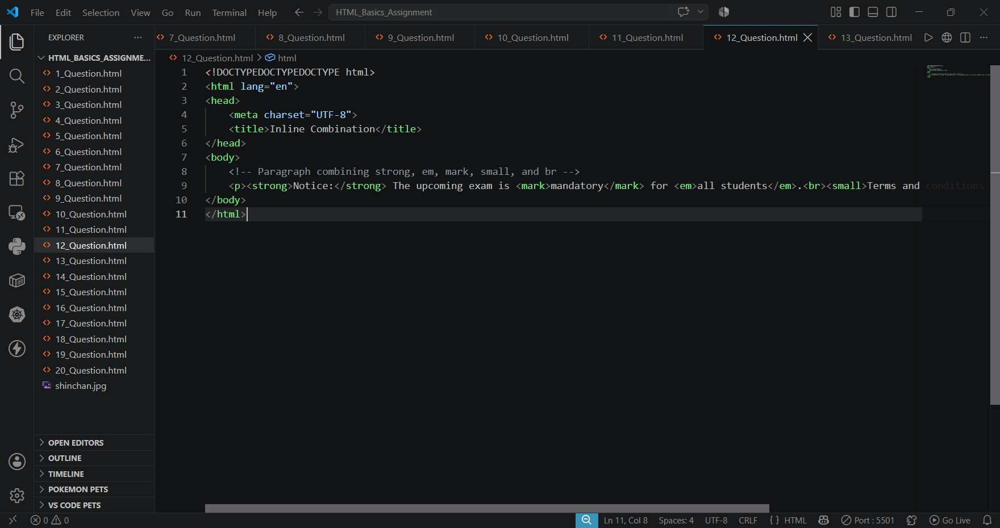 File Edit Selection View Go Run Terminal Help HTML_Basics_Assignment
EXPLORER
7_Question.html 8_Question.html 9_Question.html 10_Question.html 11_Question.html 12_Question.html 13_Question.html
HTML_BASICS_ASSIGNME...
1_Question.html
2_Question.html
3_Question.html
4_Question.html
5_Question.html
6_Question.html
7_Question.html
8_Question.html
9_Question.html
10_Question.html
11_Question.html
12_Question.html
13_Question.html
14_Question.html
15_Question.html
16_Question.html
17_Question.html
18_Question.html
19_Question.html
20_Question.html
shinchan.jpg
OPEN EDITORS
OUTLINE
TIMELINE
POKEMON PETS
VS CODE PETS
12_Question.html > html
1 <!DOCTYPEDOCTYPEDOCTYPE html>
2 <html lang="en">
3 <head>
4     <meta charset="UTF-8">
5     <title>Inline Combination</title>
6 </head>
7 <body>
8     <!-- Paragraph combining strong, em, mark, small, and br -->
9     <p><strong>Notice:</strong> The upcoming exam is <mark>mandatory</mark> for <em>all students</em>.<br><small>Terms and conditions
10 </body>
11 </html>
0 0 Ln 11, Col 8 Spaces: 4 UTF-8 CRLF { } HTML Port : 5501 Go Live